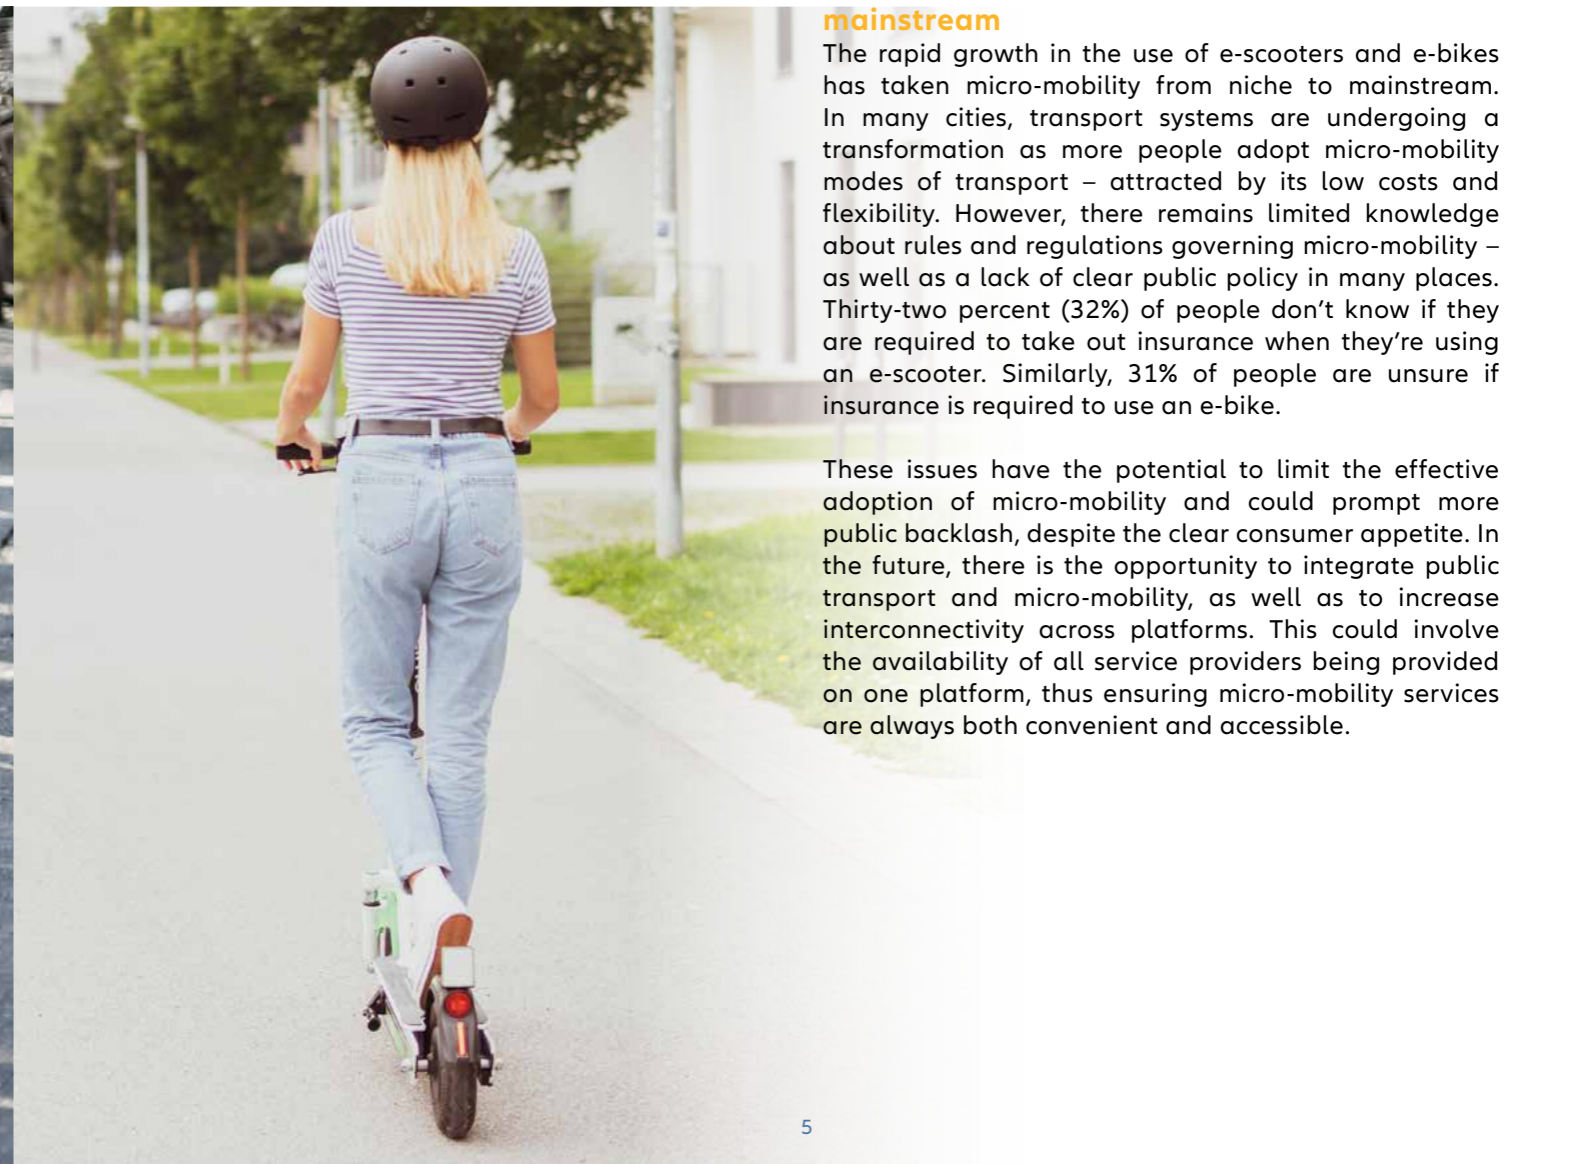 mainstream
The rapid growth in the use of e-scooters and e-bikes
has taken micro-mobility from niche to mainstream.
In many cities, transport systems are undergoing a
transformation as more people adopt micro-mobility
modes of transport – attracted by its low costs and
flexibility. However, there remains limited knowledge
about rules and regulations governing micro-mobility –
as well as a lack of clear public policy in many places.
Thirty-two percent (32%) of people don’t know if they
are required to take out insurance when they’re using
an e-scooter. Similarly, 31% of people are unsure if
insurance is required to use an e-bike.
These issues have the potential to limit the effective
adoption of micro-mobility and could prompt more
public backlash, despite the clear consumer appetite. In
the future, there is the opportunity to integrate public
transport and micro-mobility, as well as to increase
interconnectivity across platforms. This could involve
the availability of all service providers being provided
on one platform, thus ensuring micro-mobility services
are always both convenient and accessible.
5